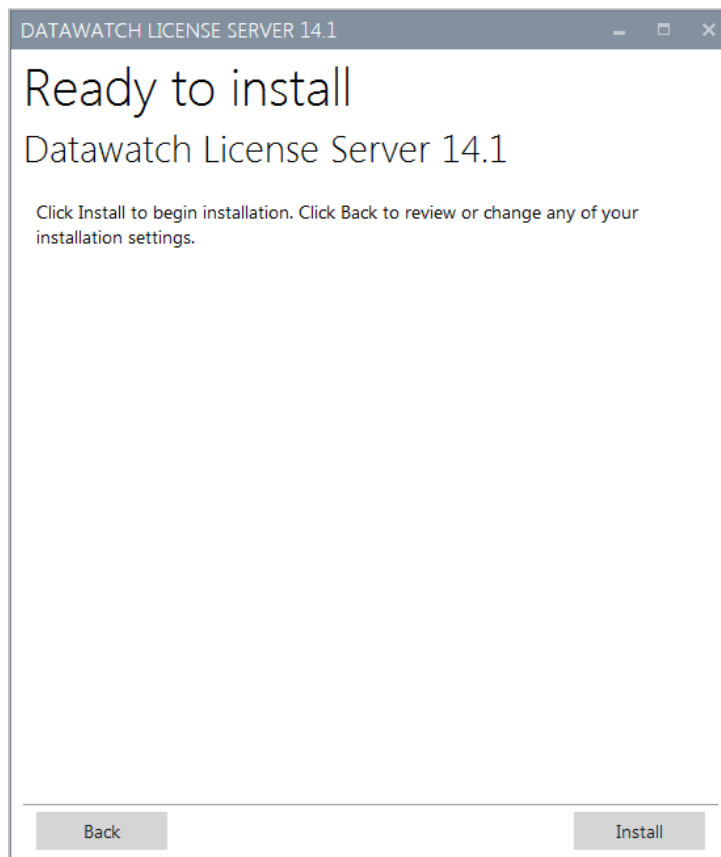 DATAWATCH LICENSE SERVER 14.1
Ready to install
Datawatch License Server 14.1
Click Install to begin installation. Click Back to review or change any of your
installation settings.
Back
Install